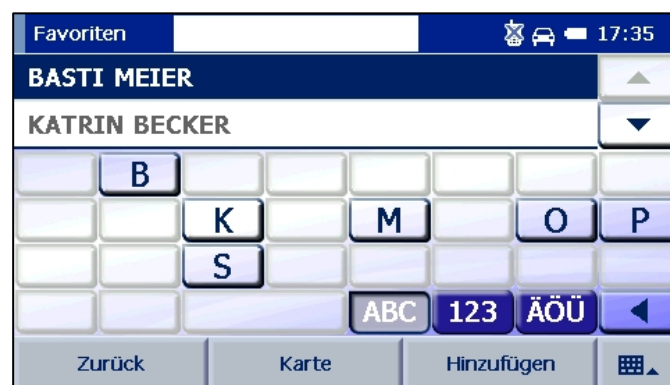 Favoriten 17:35
BASTI MEIER
KATRIN BECKER
B
K M O P
S
ABC 123 ÄÖÜ
Zurück Karte Hinzufügen